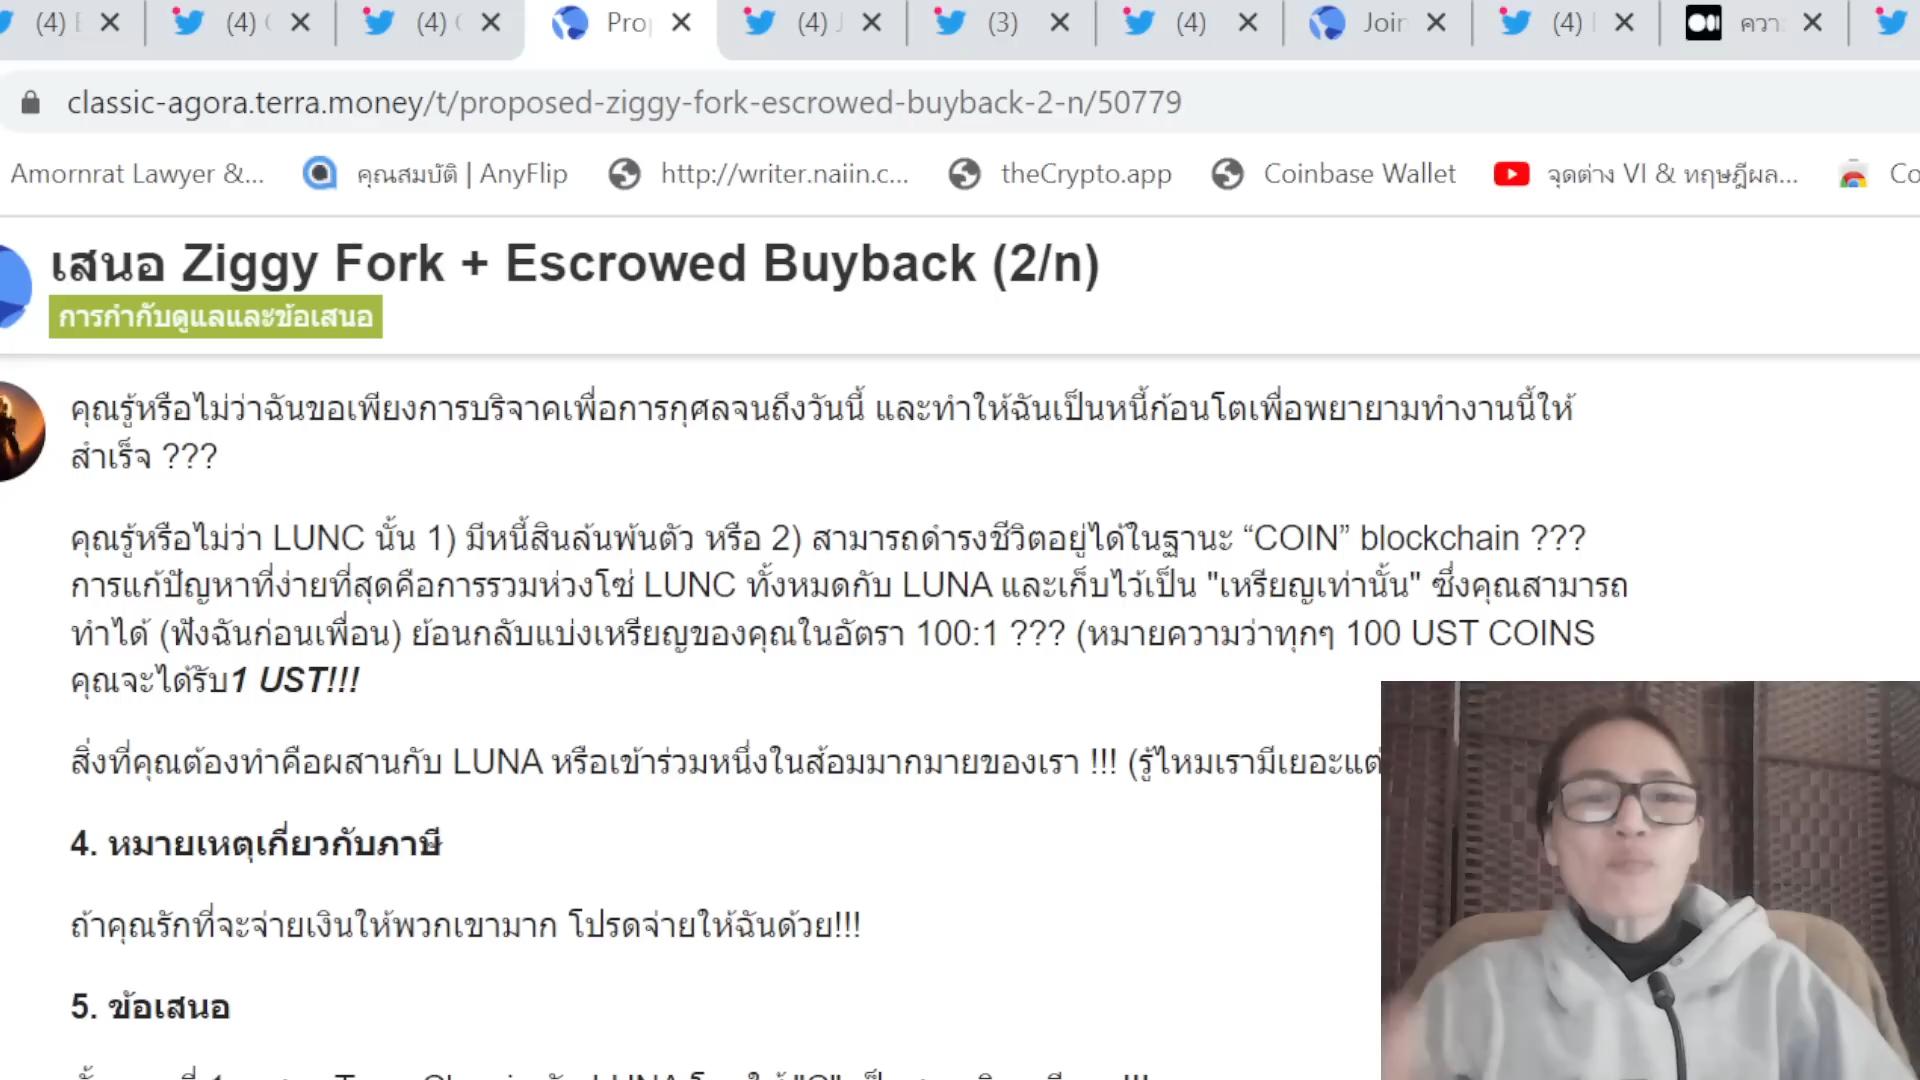 (4) (4) (4) Pro (4) (3) (4) Join (4) ความ
classic-agora.terra.money/t/proposed-ziggy-fork-escrowed-buyback-2-n/50779
Amornrat Lawyer &... คุณสมบัติ | AnyFlip http://writer.naiin.c... theCrypto.app Coinbase Wallet จุดต่าง VI & ทฤษฎีผล... Co
เสนอ Ziggy Fork + Escrowed Buyback (2/n)
การกำกับดูแลและข้อเสนอ
คุณรู้หรือไม่ว่าฉันขอเพียงการบริจาคเพื่อการกุศลจนถึงวันนี้ และทำให้ฉันเป็นหนี้ก้อนโตเพื่อพยายามทำงานนี้ให้
สำเร็จ ???
คุณรู้หรือไม่ว่า LUNC นั้น 1) มีหนี้สินล้นพ้นตัว หรือ 2) สามารถดำรงชีวิตอยู่ได้ในฐานะ “COIN” blockchain ???
การแก้ปัญหาที่ง่ายที่สุดคือการรวมห่วงโซ่ LUNC ทั้งหมดกับ LUNA และเก็บไว้เป็น "เหรียญเท่านั้น" ซึ่งคุณสามารถ
ทำได้ (ฟังฉันก่อนเพื่อน) ย้อนกลับแบ่งเหรียญของคุณในอัตรา 100:1 ??? (หมายความว่าทุกๆ 100 UST COINS
คุณจะได้รับ1 UST!!!
สิ่งที่คุณต้องทำคือผสานกับ LUNA หรือเข้าร่วมหนึ่งในส้อมมากมายของเรา !!! (รู้ไหมเรามีเยอะแต่
4. หมายเหตุเกี่ยวกับภาษี
ถ้าคุณรักที่จะจ่ายเงินให้พวกเขามาก โปรดจ่ายให้ฉันด้วย!!!
5. ข้อเสนอ